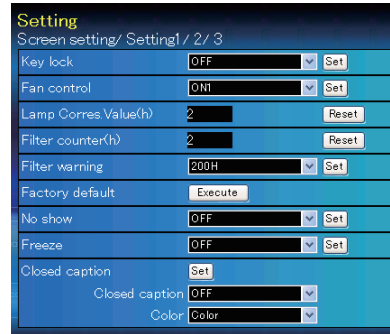 Setting
Screen setting/ Setting1/ 2/ 3
Key lock OFF Set
Fan control ON1 Set
Lamp Corres.Value(h) 2 Reset
Filter counter(h) 2 Reset
Filter warning 200H Set
Factory default Execute
No show OFF Set
Freeze OFF Set
Closed caption Set
Closed caption OFF
Color Color